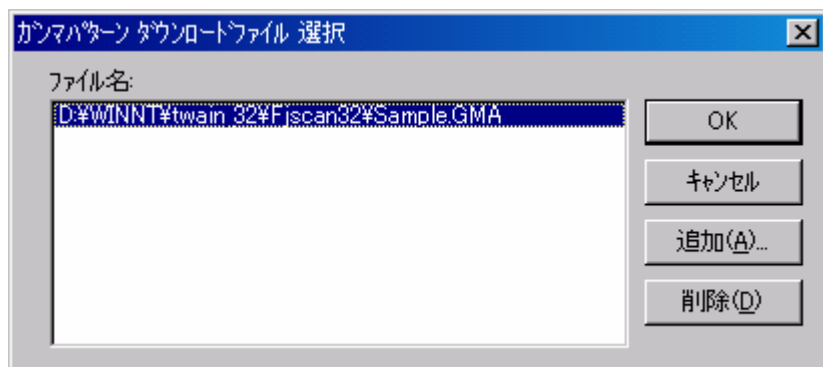 ｶﾞﾝﾏﾊﾟﾀｰﾝ ﾀﾞｳﾝﾛｰﾄﾞﾌｧｲﾙ 選択
ﾌｧｲﾙ名:
D:¥WINNT¥twain_32¥Fjscan32¥Sample.GMA
OK
ｷｬﾝｾﾙ
追加(A)...
削除(D)